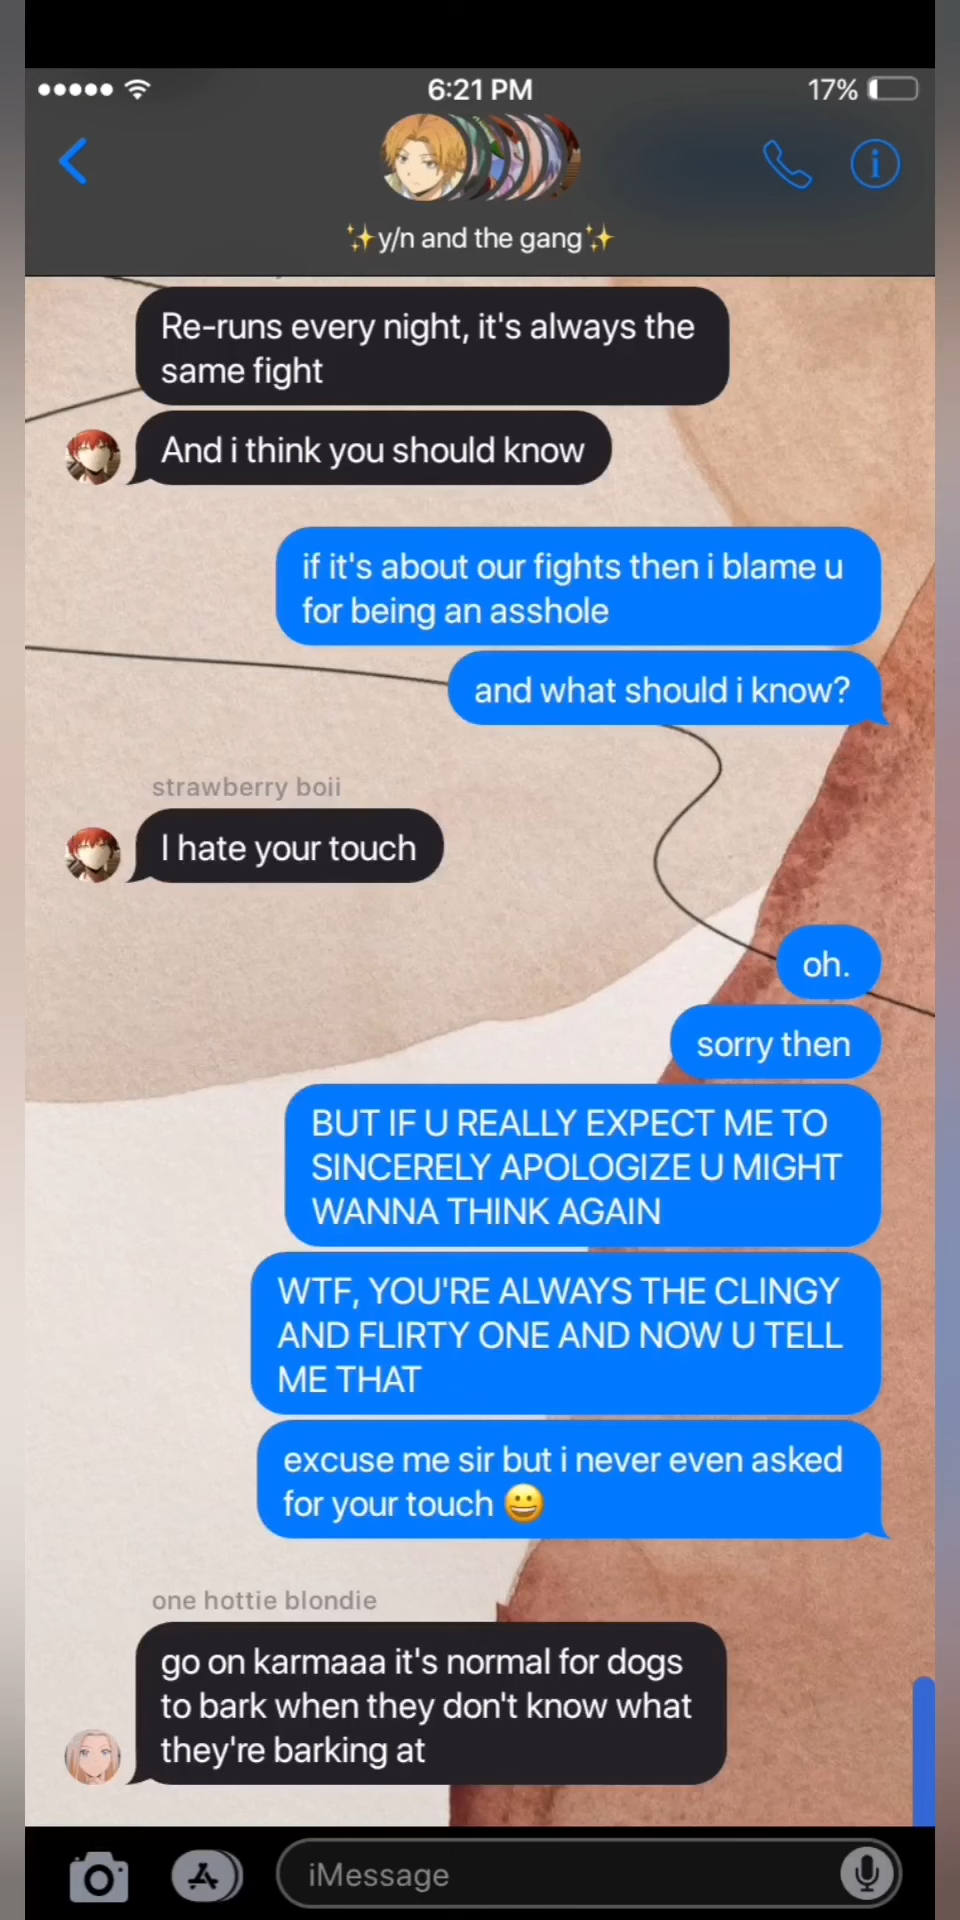 6:21 PM
17%
✨y/n and the gang✨
Re-runs every night, it's always the
same fight
And i think you should know
if it's about our fights then i blame u
for being an asshole
and what should i know?
strawberry boii
I hate your touch
oh.
sorry then
BUT IF U REALLY EXPECT ME TO
SINCERELY APOLOGIZE U MIGHT
WANNA THINK AGAIN
WTF, YOU'RE ALWAYS THE CLINGY
AND FLIRTY ONE AND NOW U TELL
ME THAT
excuse me sir but i never even asked
for your touch 😀
one hottie blondie
go on karmaaa it's normal for dogs
to bark when they don't know what
they're barking at
iMessage